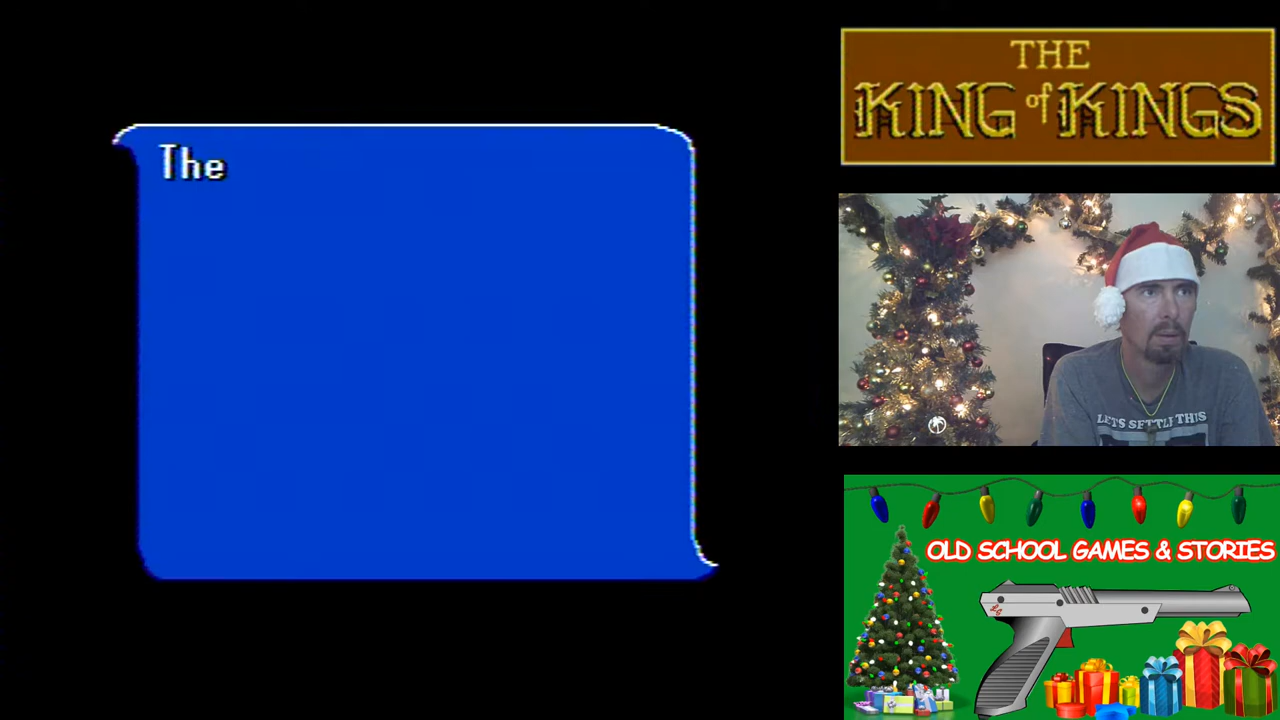 The
THE
KING of KINGS
LETS SETTLE THIS
OLD SCHOOL GAMES & STORIES